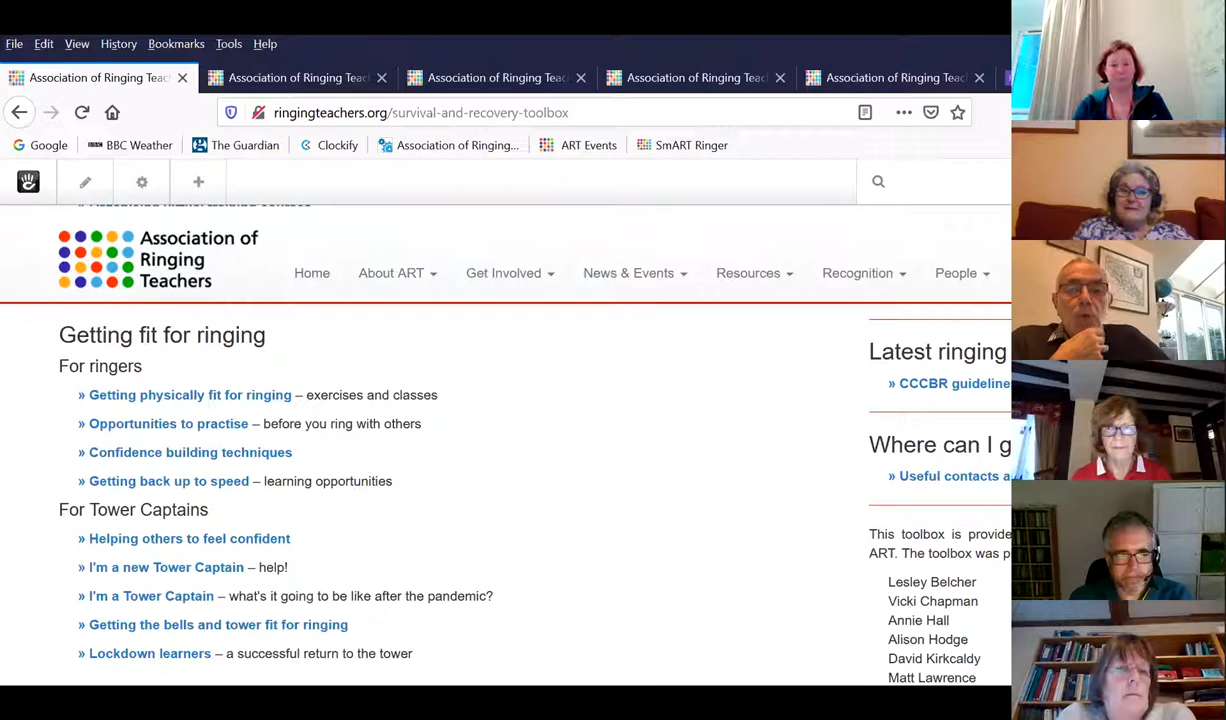 File Edit View History Bookmarks Tools Help
Association of Ringing Teac Association of Ringing Teac Association of Ringing Teac Association of Ringing Teac Association of Ringing Teac
ringingteachers.org/survival-and-recovery-toolbox
Google BBC Weather The Guardian Clockify Association of Ringing... ART Events SmART Ringer
Association of
Ringing
Teachers
Home About ART Get Involved News & Events Resources Recognition People
Getting fit for ringing
For ringers
» Getting physically fit for ringing – exercises and classes
» Opportunities to practise – before you ring with others
» Confidence building techniques
» Getting back up to speed – learning opportunities
For Tower Captains
» Helping others to feel confident
» I'm a new Tower Captain – help!
» I'm a Tower Captain – what's it going to be like after the pandemic?
» Getting the bells and tower fit for ringing
» Lockdown learners – a successful return to the tower
Latest ringing
» CCCBR guideline
Where can I g
» Useful contacts a
This toolbox is provide
ART. The toolbox was p
Lesley Belcher
Vicki Chapman
Annie Hall
Alison Hodge
David Kirkcaldy
Matt Lawrence